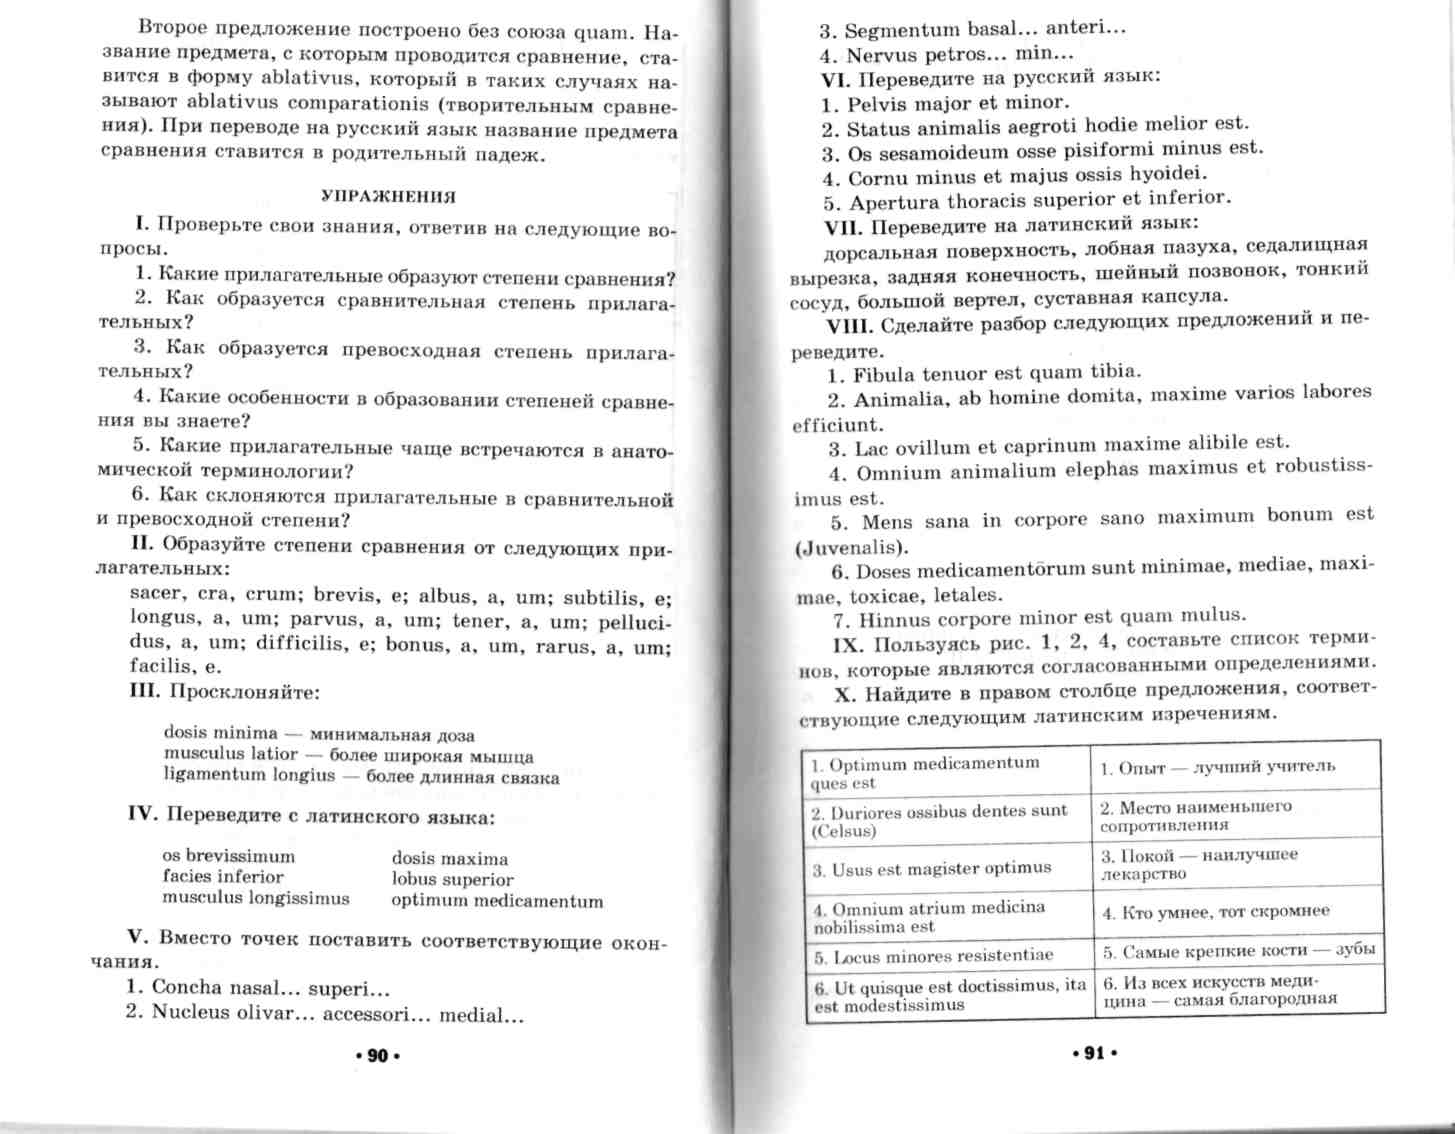 Второе предложение построено без союза quam. На-
звание предмета, с которым проводится сравнение, ста-
вится в форму ablativus, который в таких случаях на-
зывают ablativus comparationis (творительным сравне-
ния). При переводе на русский язык название предмета
сравнения ставится в родительный падеж.
УПРАЖНЕНИЯ
I. Проверьте свои знания, ответив на следующие во-
просы.
1. Какие прилагательные образуют степени сравнения?
2. Как образуется сравнительная степень прилага-
тельных?
3. Как образуется превосходная степень прилага-
тельных?
4. Какие особенности в образовании степеней сравне-
ния вы знаете?
5. Какие прилагательные чаще встречаются в анато-
мической терминологии?
6. Как склоняются прилагательные в сравнительной
и превосходной степени?
II. Образуйте степени сравнения от следующих при-
лагательных:
sacer, cra, crum; brevis, e; albus, a, um; subtilis, e;
longus, a, um; parvus, a, um; tener, a, um; pelluci-
dus, a, um; difficilis, e; bonus, a, um, rarus, a, um;
facilis, e.
III. Просклоняйте:
dosis minima — минимальная доза
musculus latior — более широкая мышца
ligamentum longius — более длинная связка
IV. Переведите с латинского языка:
os brevissimum dosis maxima
facies inferior lobus superior
musculus longissimus optimum medicamentum
V. Вместо точек поставить соответствующие окон-
чания.
1. Concha nasal... superi...
2. Nucleus olivar... accessori... medial...
• 90 •
3. Segmentum basal... anteri...
4. Nervus petros... min...
VI. Переведите на русский язык:
1. Pelvis major et minor.
2. Status animalis aegroti hodie melior est.
3. Os sesamoideum osse pisiformi minus est.
4. Cornu minus et majus ossis hyoidei.
5. Apertura thoracis superior et inferior.
VII. Переведите на латинский язык:
дорсальная поверхность, лобная пазуха, седалищная
вырезка, задняя конечность, шейный позвонок, тонкий
сосуд, большой вертел, суставная капсула.
VIII. Сделайте разбор следующих предложений и пе-
реведите.
1. Fibula tenuor est quam tibia.
2. Animalia, ab homine domita, maxime varios labores
efficiunt.
3. Lac ovillum et caprinum maxime alibile est.
4. Omnium animalium elephas maximus et robustiss-
imus est.
5. Mens sana in corpore sano maximum bonum est
(Juvenalis).
6. Doses medicamentōrum sunt minimae, mediae, maxi-
mae, toxicae, letales.
7. Hinnus corpore minor est quam mulus.
IX. Пользуясь рис. 1, 2, 4, составьте список терми-
нов, которые являются согласованными определениями.
X. Найдите в правом столбце предложения, соответ-
ствующие следующим латинским изречениям.
1. Optimum medicamentum
ques est
1. Опыт — лучший учитель
2. Duriores ossibus dentes sunt
(Celsus)
2. Место наименьшего
сопротивления
3. Usus est magister optimus
3. Покой — наилучшее
лекарство
4. Omnium atrium medicina
nobilissima est
4. Кто умнее, тот скромнее
5. Locus minores resistentiae
5. Самые крепкие кости — зубы
6. Ut quisque est doctissimus, ita
est modestissimus
6. Из всех искусств меди-
цина — самая благородная
• 91 •